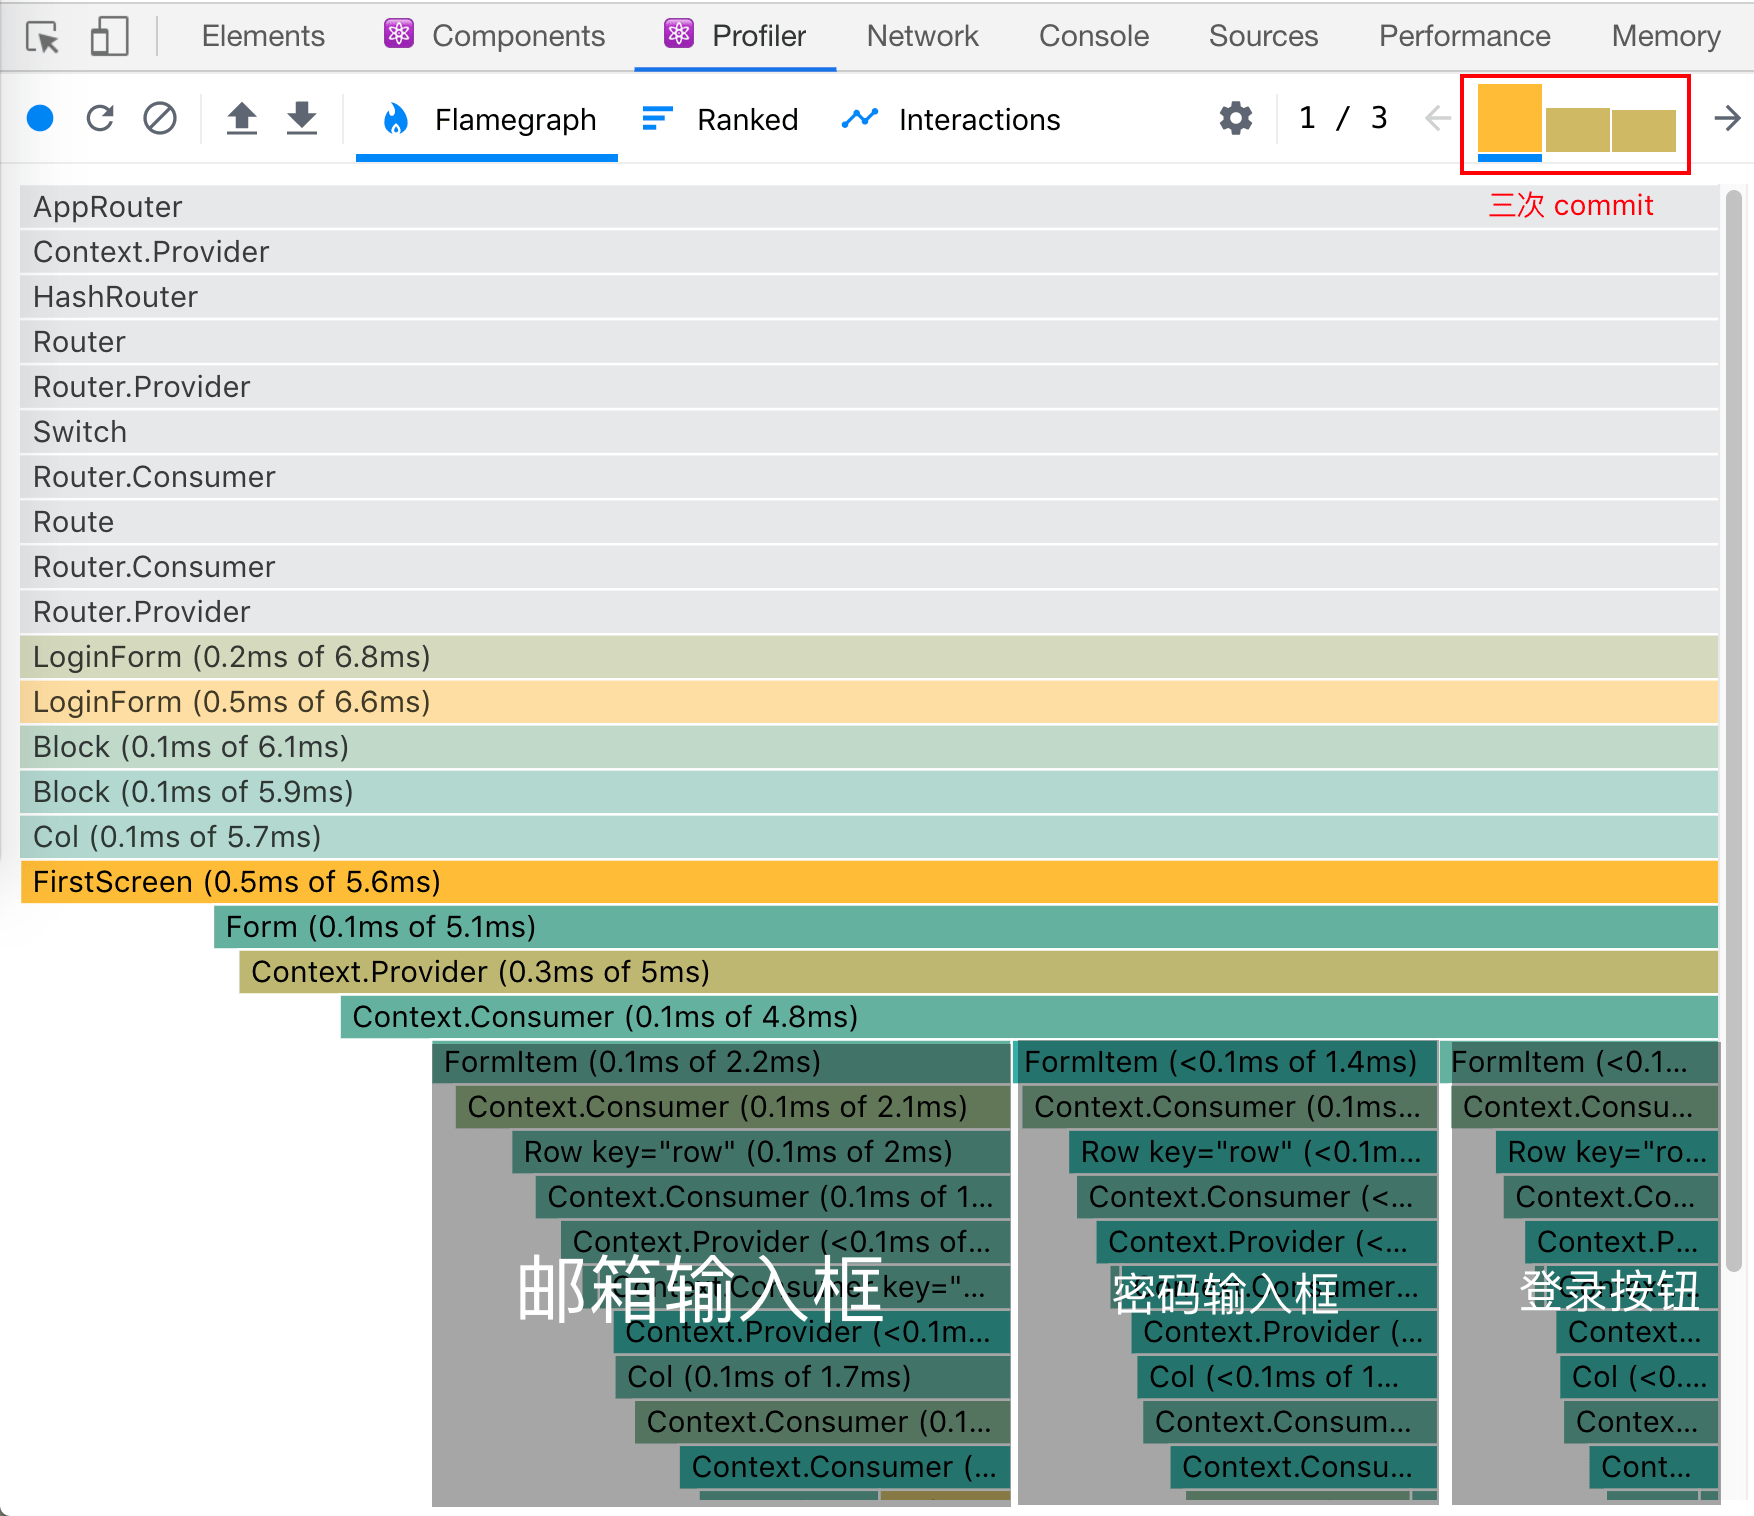 Elements Components Profiler Network Console Sources Performance Memory
Flamegraph Ranked Interactions 1 / 3
三次 commit
AppRouter
Context.Provider
HashRouter
Router
Router.Provider
Switch
Router.Consumer
Route
Router.Consumer
Router.Provider
LoginForm (0.2ms of 6.8ms)
LoginForm (0.5ms of 6.6ms)
Block (0.1ms of 6.1ms)
Block (0.1ms of 5.9ms)
Col (0.1ms of 5.7ms)
FirstScreen (0.5ms of 5.6ms)
Form (0.1ms of 5.1ms)
Context.Provider (0.3ms of 5ms)
Context.Consumer (0.1ms of 4.8ms)
FormItem (0.1ms of 2.2ms) FormItem (<0.1ms of 1.4ms) FormItem (<0.1...
Context.Consumer (0.1ms of 2.1ms) Context.Consumer (0.1ms... Context.Consu...
Row key="row" (0.1ms of 2ms) Row key="row" (<0.1m... Row key="ro...
Context.Consumer (0.1ms of 1... Context.Consumer (<... Context.Co...
Context.Provider (<0.1ms of... Context.Provider (<... Context.P...
Context.Consumer key="...
邮箱输入框 密码输入框 登录按钮
Context.Provider (<0.1m... Context.Provider (... Context...
Col (0.1ms of 1.7ms) Col (<0.1ms of 1... Col (<0....
Context.Consumer (0.1... Context.Consum... Contex...
Context.Consumer (... Context.Consu... Cont...